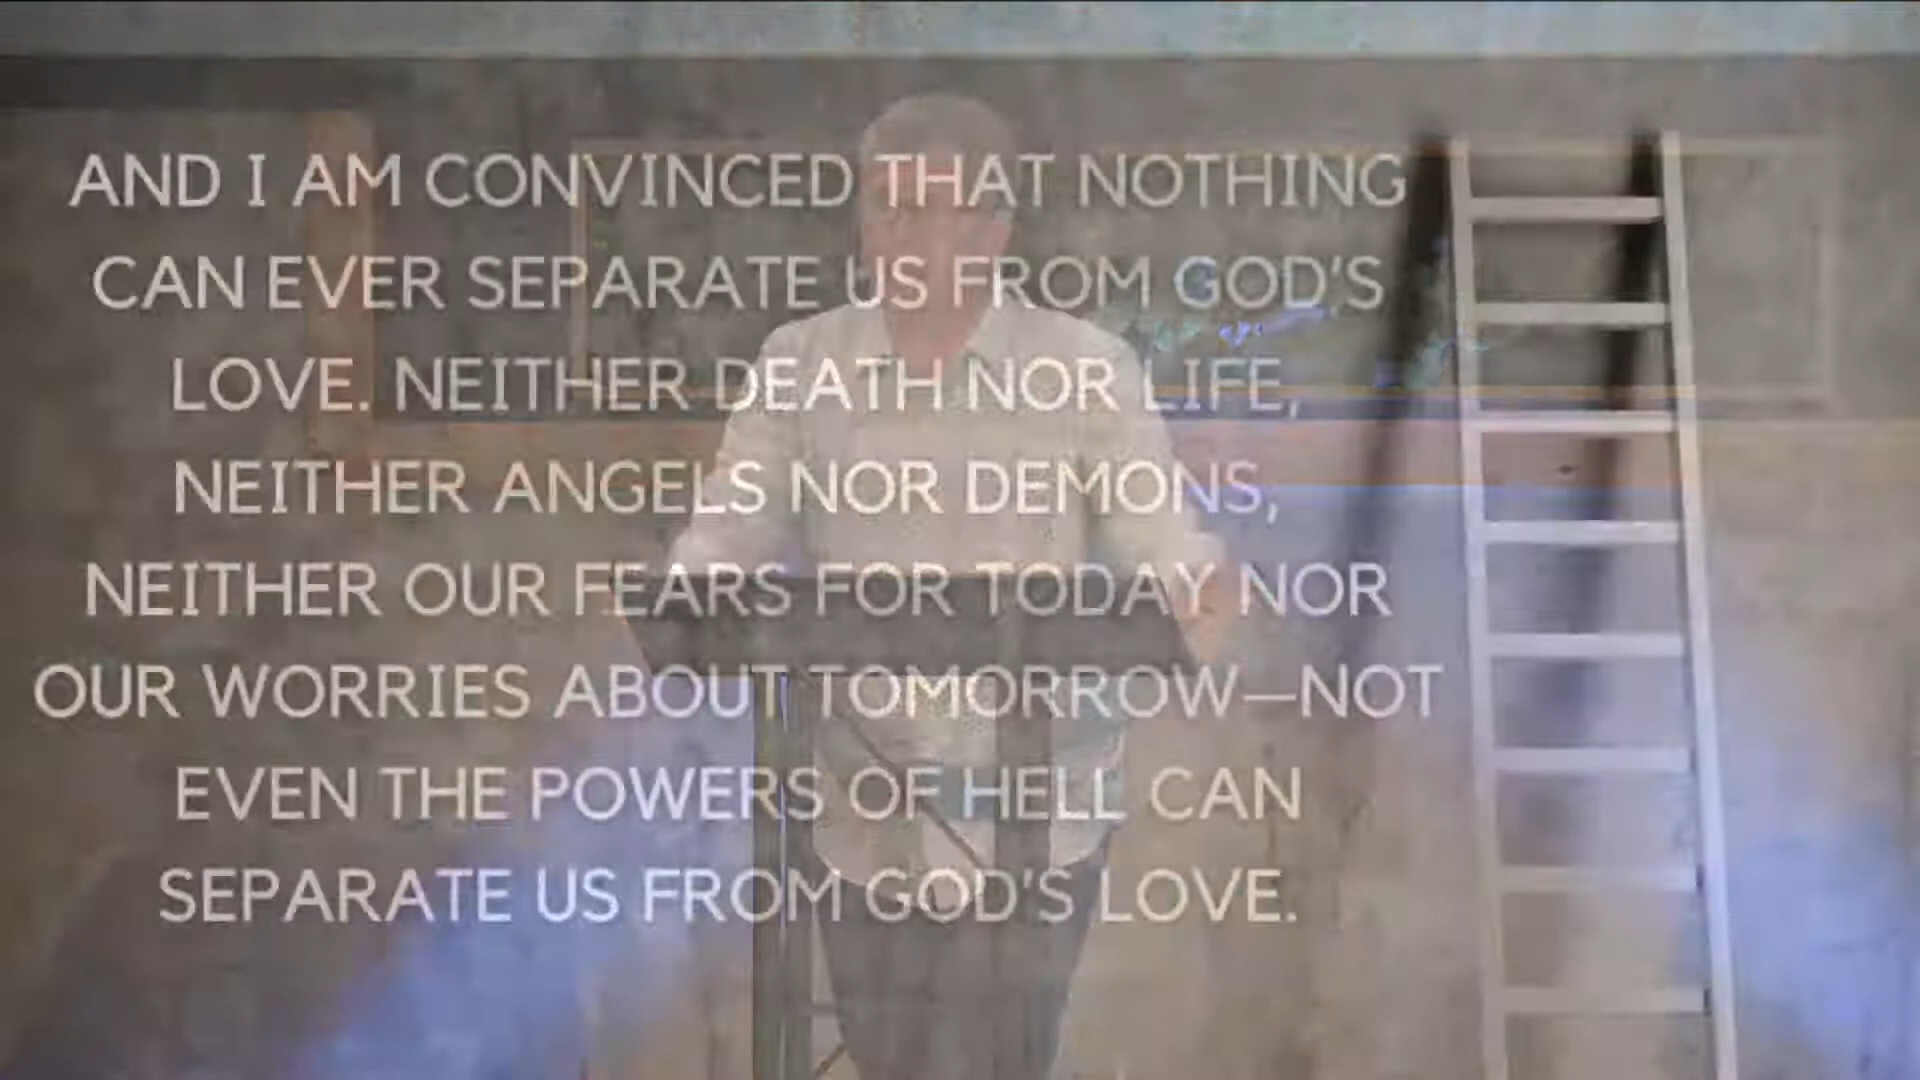 AND I AM CONVINCED THAT NOTHING
CAN EVER SEPARATE US FROM GOD'S
LOVE. NEITHER DEATH NOR LIFE,
NEITHER ANGELS NOR DEMONS,
NEITHER OUR FEARS FOR TODAY NOR
OUR WORRIES ABOUT TOMORROW—NOT
EVEN THE POWERS OF HELL CAN
SEPARATE US FROM GOD'S LOVE.